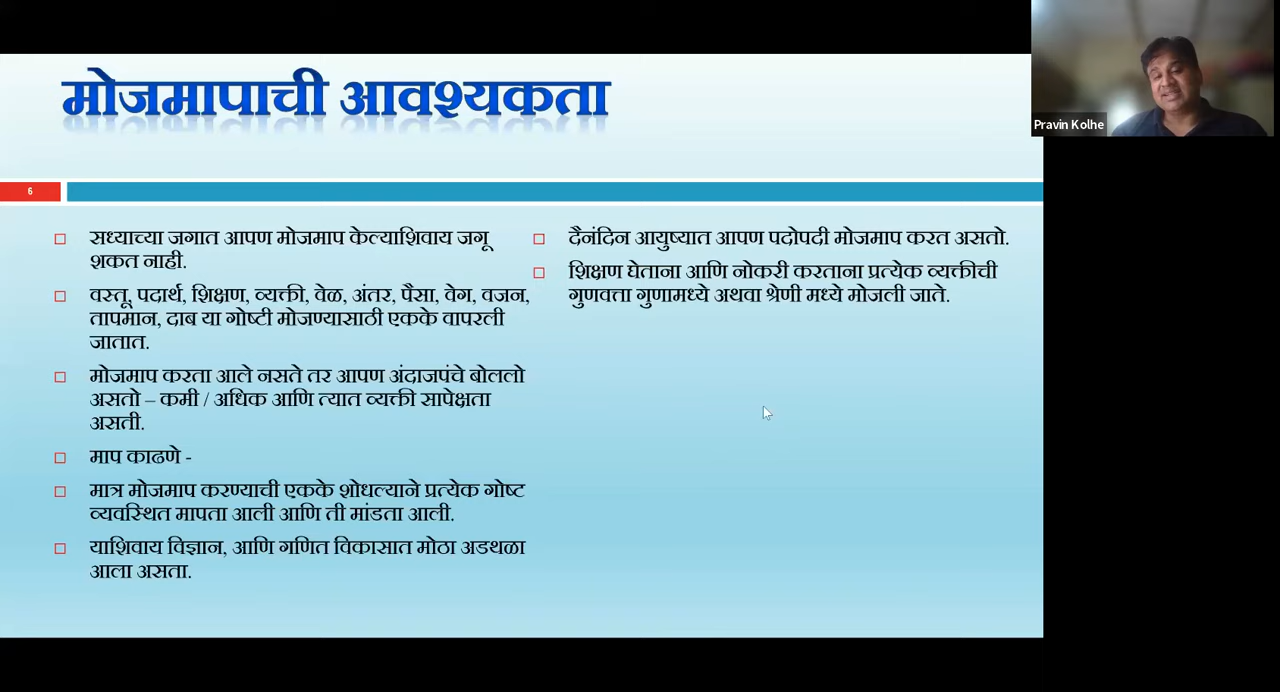 मोजमापाची आवश्यकता
Pravin Kolhe
6
सध्याच्या जगात आपण मोजमाप केल्याशिवाय जगू
शकत नाही.
वस्तू, पदार्थ, शिक्षण, व्यक्ती, वेळ, अंतर, पैसा, वेग, वजन,
तापमान, दाब या गोष्टी मोजण्यासाठी एकके वापरली
जातात.
मोजमाप करता आले नसते तर आपण अंदाजपंचे बोललो
असतो – कमी / अधिक आणि त्यात व्यक्ती सापेक्षता
असती.
माप काढणे -
मात्र मोजमाप करण्याची एकके शोधल्याने प्रत्येक गोष्ट
व्यवस्थित मापता आली आणि ती मांडता आली.
याशिवाय विज्ञान, आणि गणित विकासात मोठा अडथळा
आला असता.
दैनंदिन आयुष्यात आपण पदोपदी मोजमाप करत असतो.
शिक्षण घेताना आणि नोकरी करताना प्रत्येक व्यक्तीची
गुणवत्ता गुणामध्ये अथवा श्रेणी मध्ये मोजली जाते.